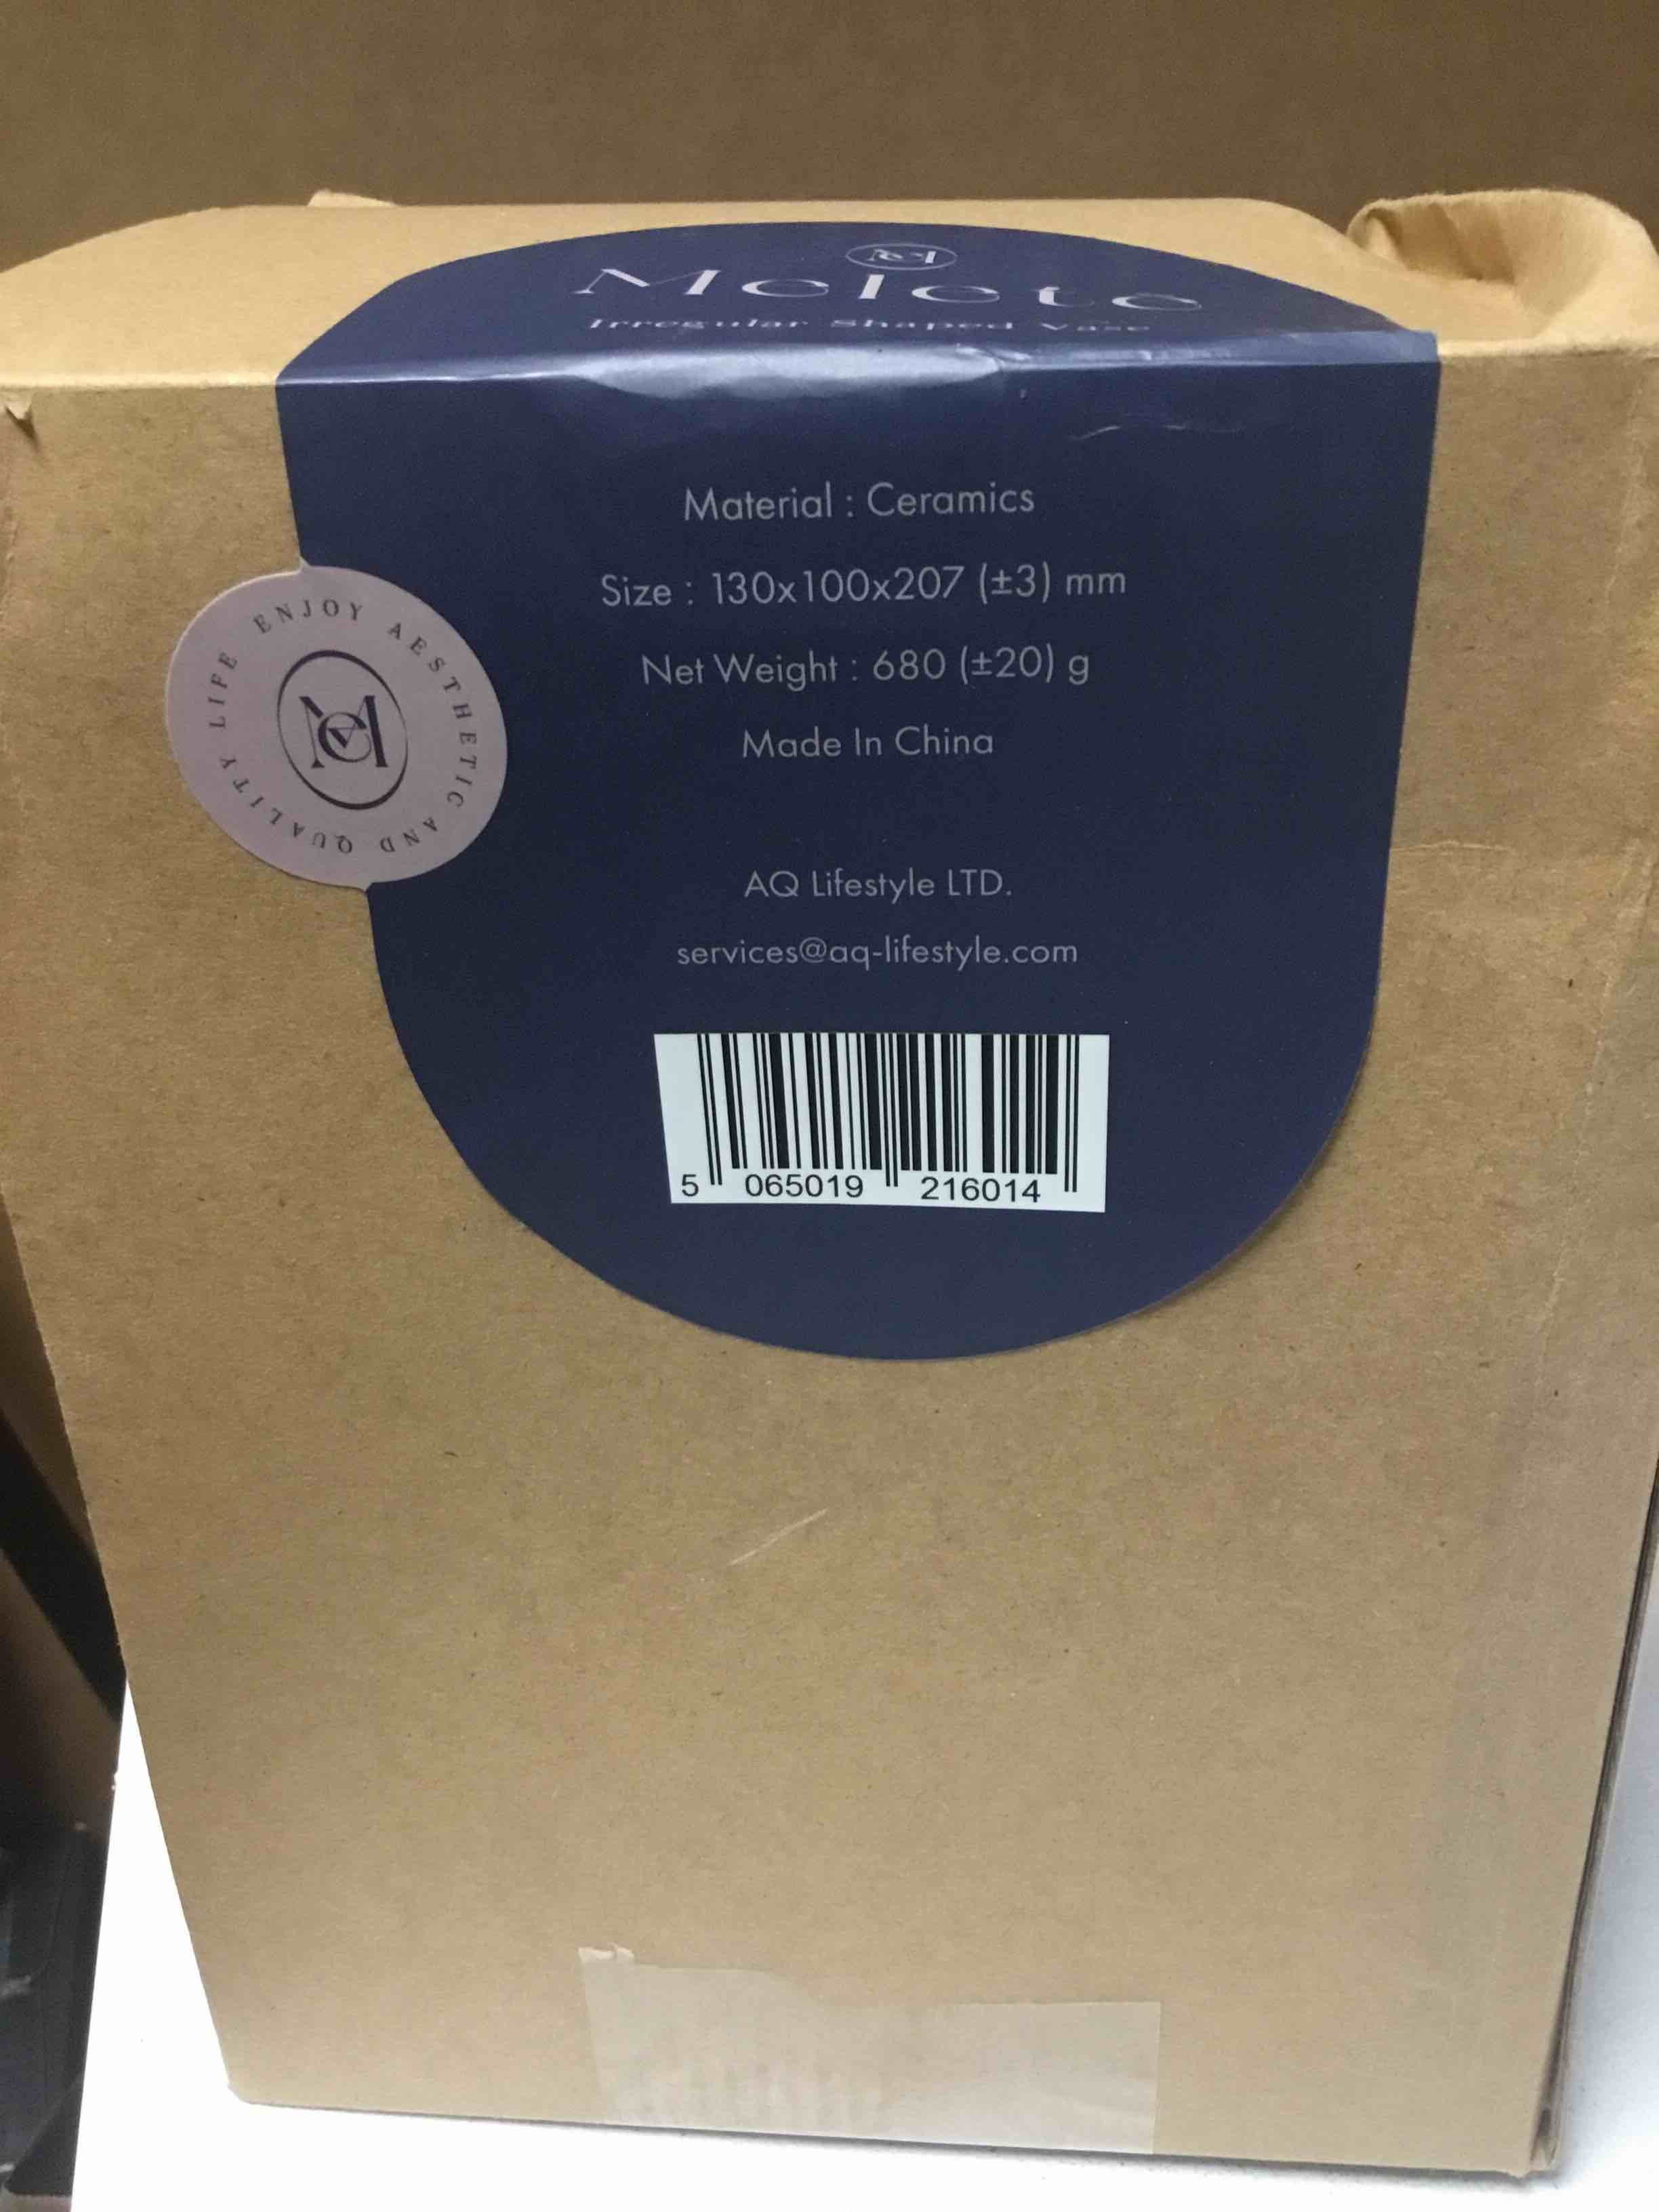 Melete
Irregular Shaped Vase
Material : Ceramics
Size : 130x100x207 (±3) mm
Net Weight : 680 (±20) g
Made In China
ENJOY AESTHETIC AND QUALITY LIFE
AQ Lifestyle LTD.
services@aq-lifestyle.com
5 065019 216014